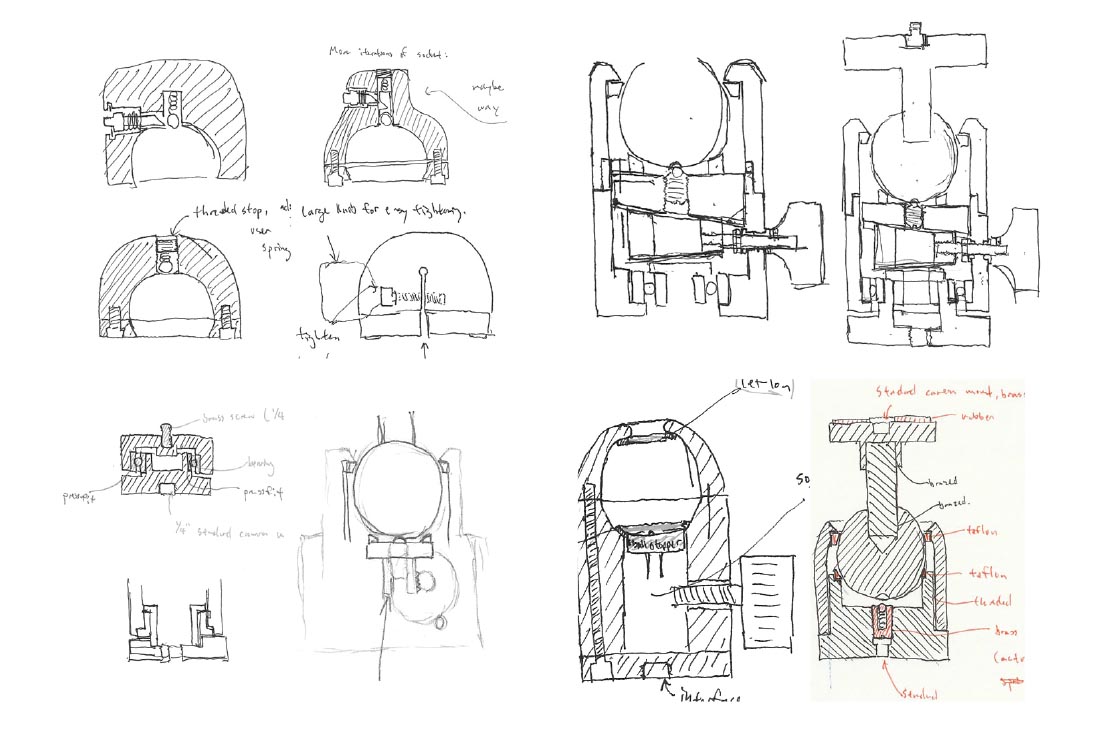 More iterations of socket:
maybe
way
threaded stop,
user
spring
large knob for easy tightening.
tighten
brass screw (1/4
bearing
pressfit
pressfit
1/4" standard camera
teflon
ball stopper
so
interface
standard camera mount, brass
rubber
brazed
brazed.
teflon
teflon
threaded
brass
standard